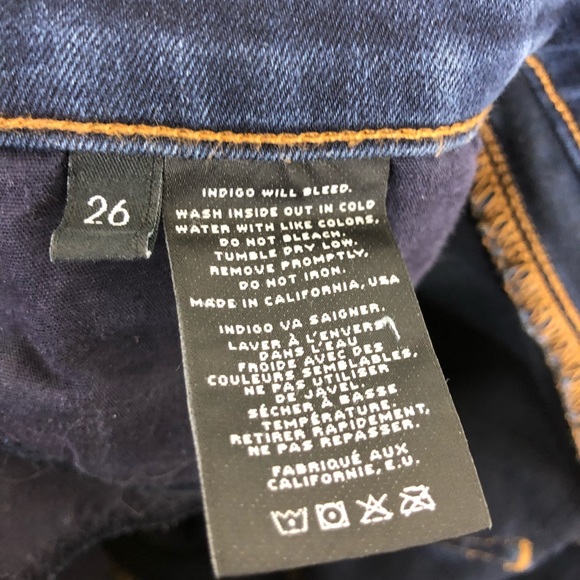 26
INDIGO WILL BLEED.
WASH INSIDE OUT IN COLD
WATER WITH LIKE COLORS,
DO NOT BLEACH.
TUMBLE DRY LOW.
REMOVE PROMPTLY,
DO NOT IRON.
MADE IN CALIFORNIA, USA
INDIGO VA SAIGNER.
LAVER À L'ENVERS
DANS L'EAU
FROIDE AVEC DES
COULEURS SEMBLABLES,
NE PAS UTILISER
DE JAVEL.
SÉCHER À BASSE
TEMPÉRATURE.
RETIRER RAPIDEMENT,
NE PAS REPASSER.
FABRIQUÉ AUX
CALIFORNIE, É.U.